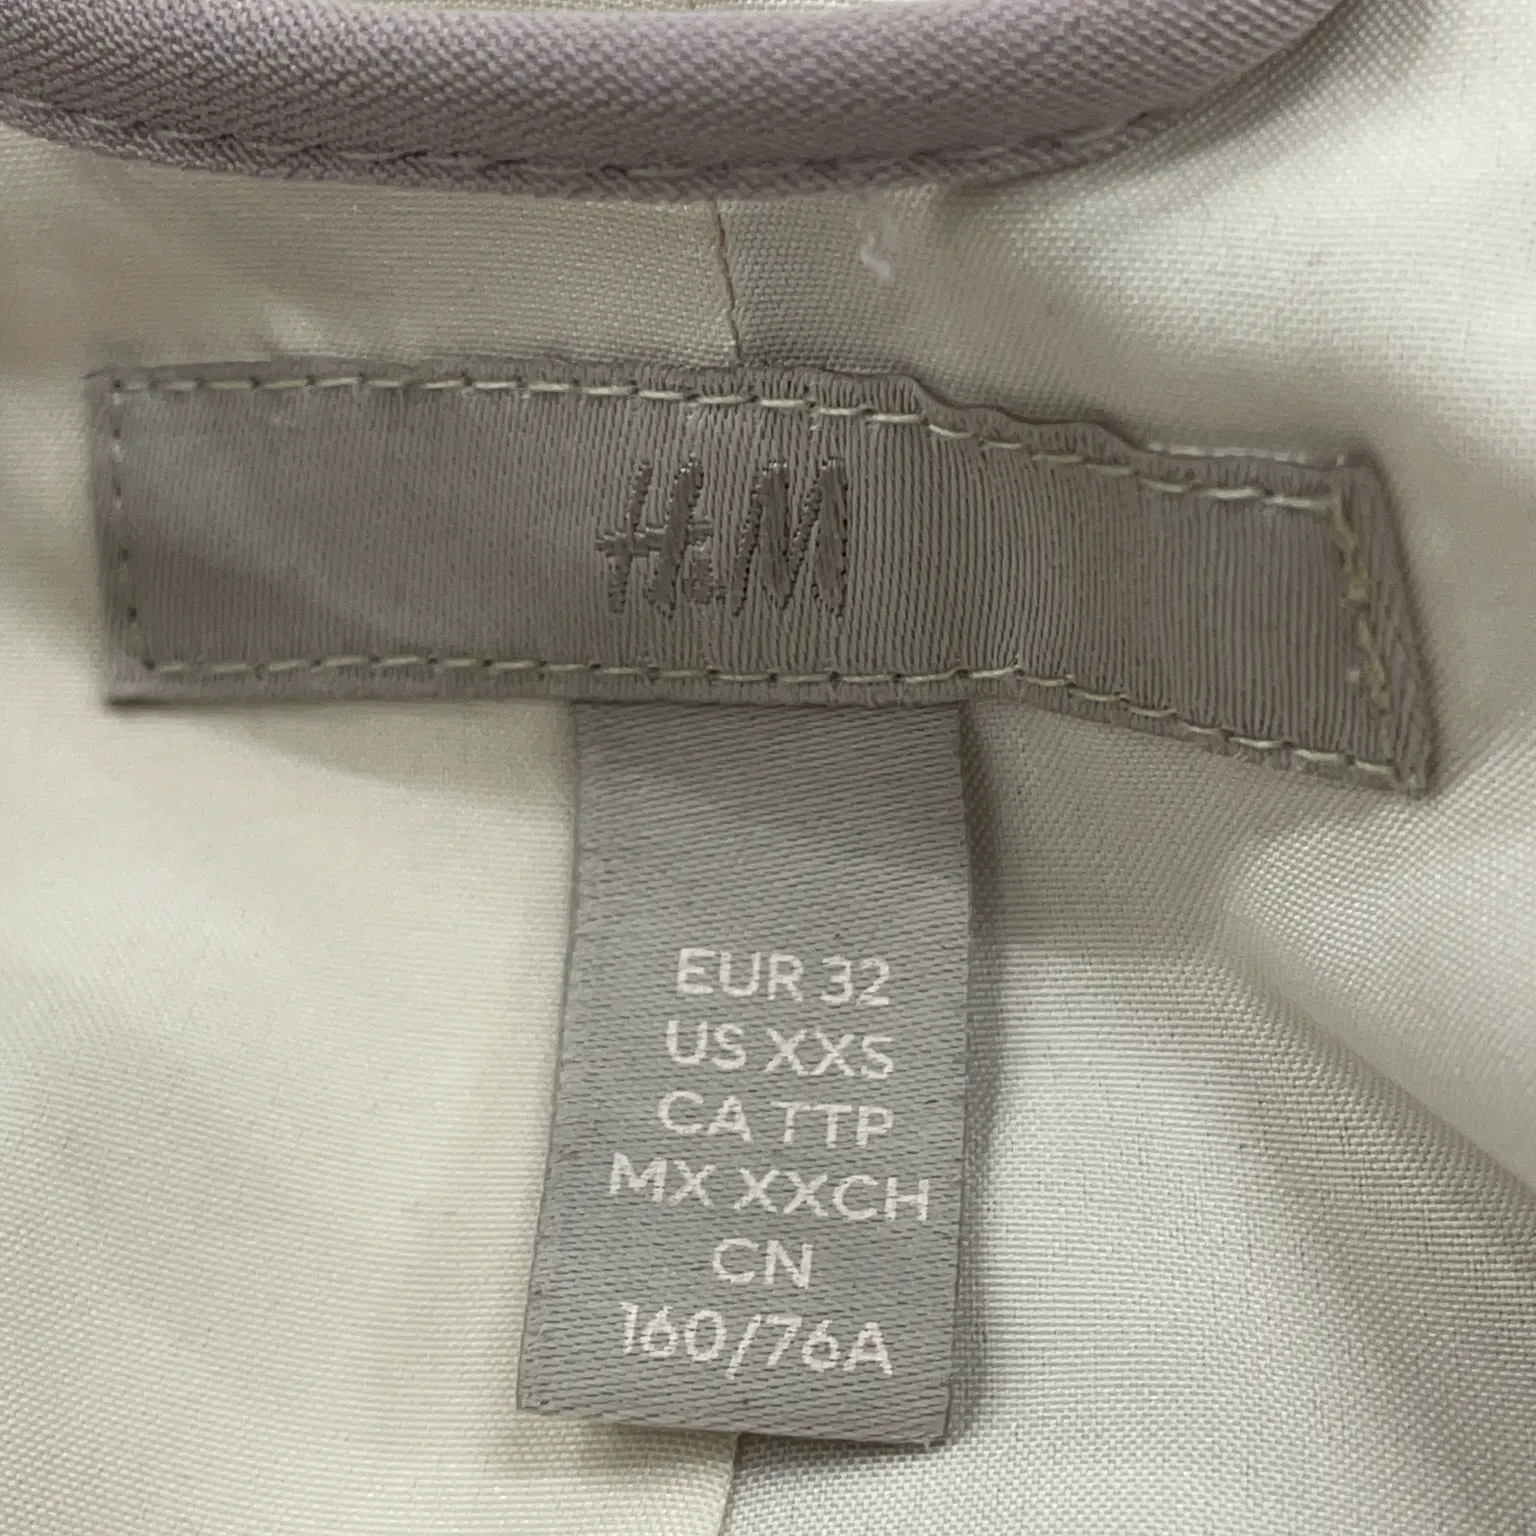 H&M
EUR 32
US XXS
CA TTP
MX XXCH
CN
160/76A